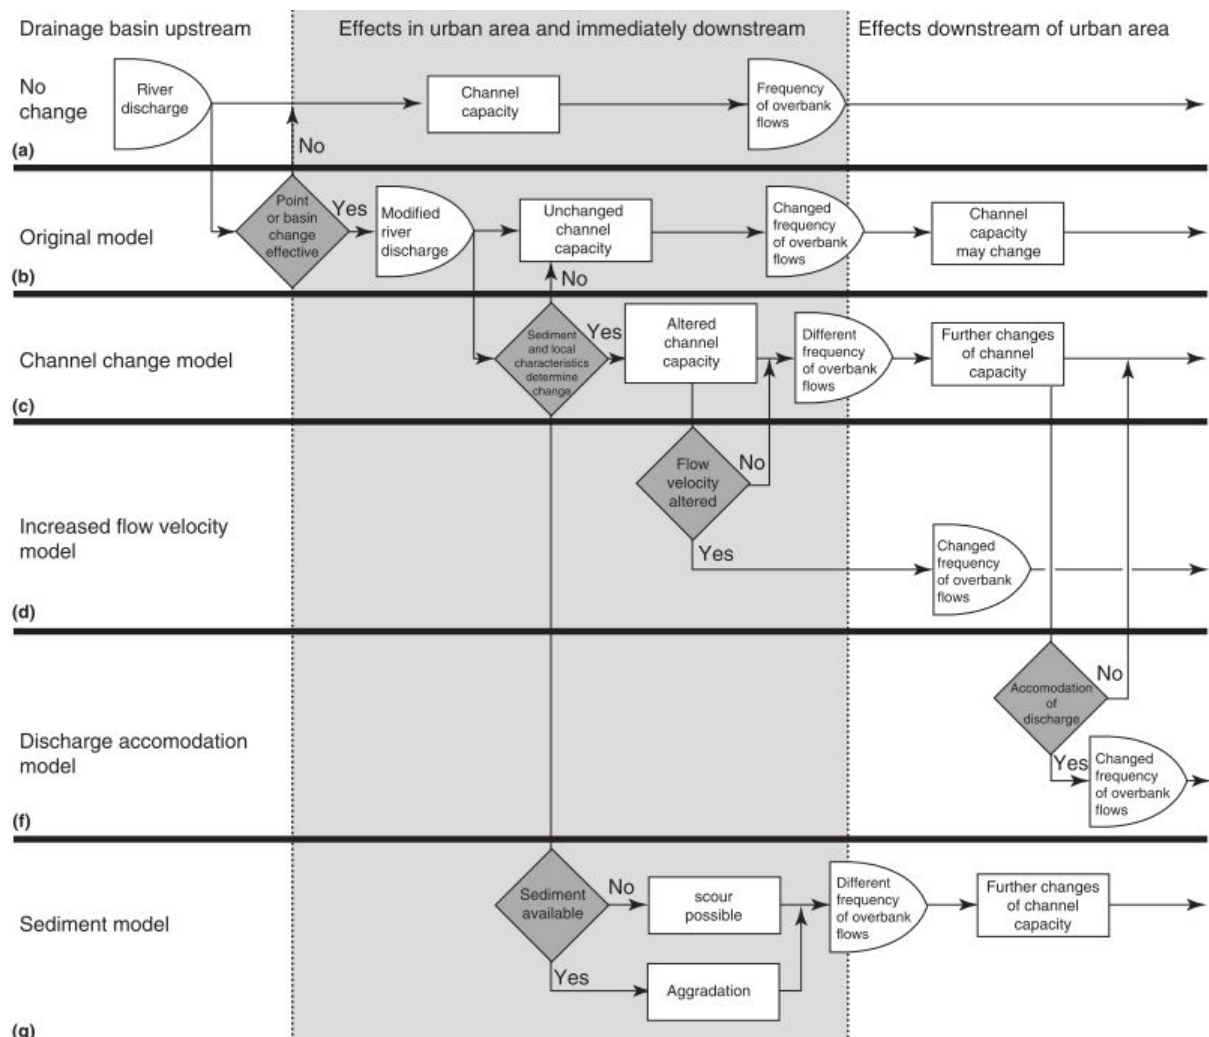 Drainage basin upstream
Effects in urban area and immediately downstream
Effects downstream of urban area
No
change
River
discharge
Channel
capacity
Frequency
of overbank
flows
No
(a)
Original model
Point
or basin
change
effective
Yes
Modified
river
discharge
Unchanged
channel
capacity
Changed
frequency
of overbank
flows
Channel
capacity
may change
No
(b)
Channel change model
Sediment
and local
characteristics
determine
change
Yes
Altered
channel
capacity
Different
frequency
of overbank
flows
Further changes
of channel
capacity
(c)
Increased flow velocity
model
Flow
velocity
altered
No
Yes
Changed
frequency
of overbank
flows
(d)
Discharge accomodation
model
Accomodation
of
discharge
No
Yes
Changed
frequency
of overbank
flows
(f)
Sediment model
Sediment
available
No
scour
possible
Different
frequency
of overbank
flows
Further changes
of channel
capacity
Yes
Aggradation
(g)